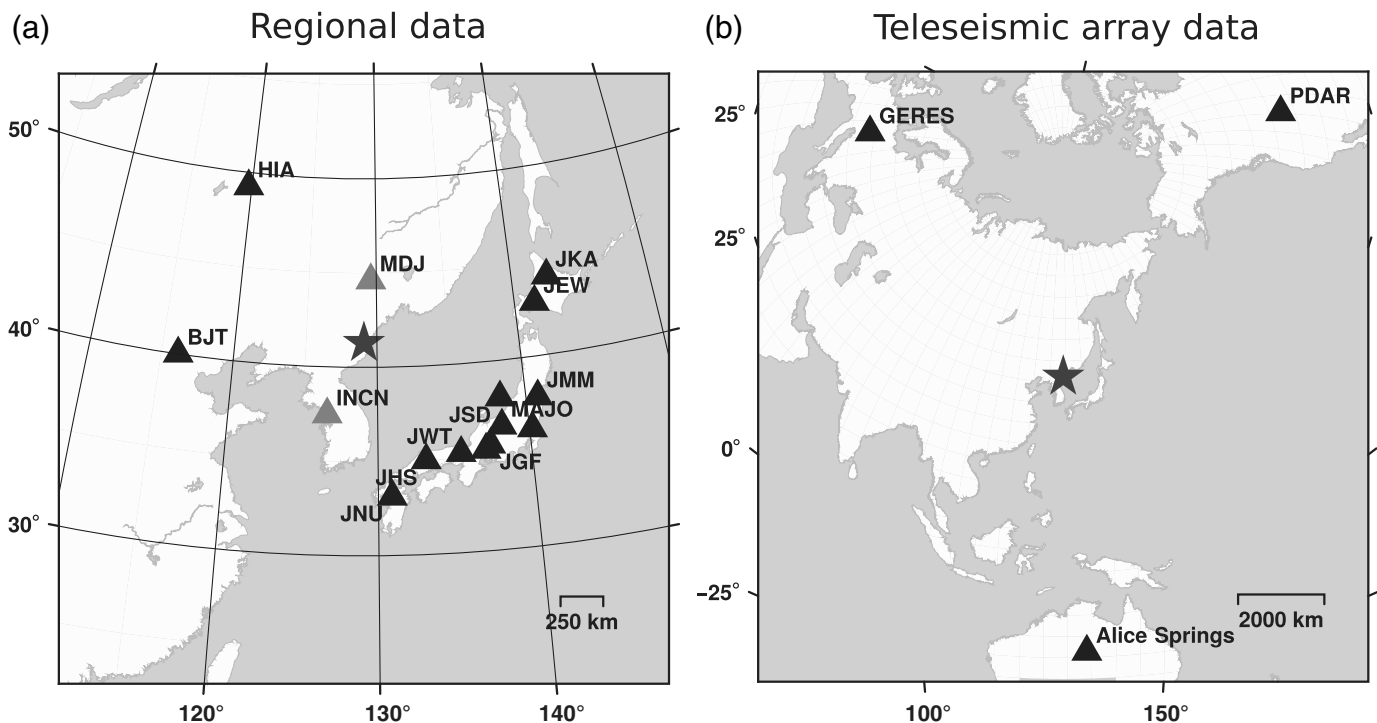 (a) Regional data
50°
40°
30°
HIA
MDJ
JKA
JEW
BJT
INCN
JMM
JSD MAJO
JWT
JGF
JHS
JNU
250 km
120° 130° 140°
(b) Teleseismic array data
25°
25°
0°
−25°
PDAR
GERES
2000 km
Alice Springs
100° 150°